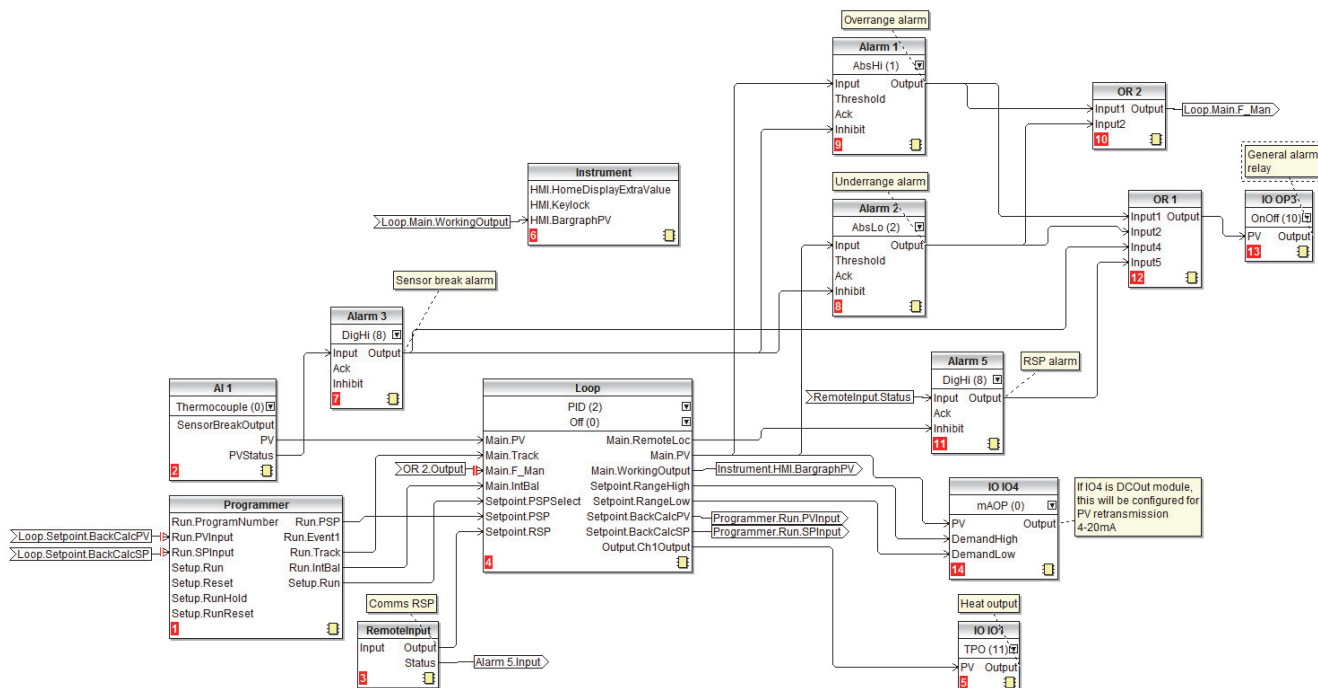 Overrange alarm
Alarm 1
AbsHi (1)
Input Output
Threshold
Ack
Inhibit
9
OR 2
Input1 Output
Input2
10
Loop.Main.F_Man
General alarm
relay
Instrument
HMI.HomeDisplayExtraValue
HMI.Keylock
HMI.BargraphPV
6
Loop.Main.WorkingOutput
Underrange alarm
Alarm 2
AbsLo (2)
Input Output
Threshold
Ack
Inhibit
8
OR 1
Input1 Output
Input2
Input4
Input5
12
IO OP3
OnOff (10)
PV Output
13
Sensor break alarm
Alarm 3
DigHi (8)
Input Output
Ack
Inhibit
7
AI 1
Thermocouple (0)
SensorBreakOutput
PV
PVStatus
2
Loop
PID (2)
Off (0)
Main.PV Main.RemoteLoc
Main.Track Main.PV
Main.F_Man Main.WorkingOutput
Main.IntBal Setpoint.RangeHigh
Setpoint.PSPSelect Setpoint.RangeLow
Setpoint.PSP Setpoint.BackCalcPV
Setpoint.RSP Setpoint.BackCalcSP
Output.Ch1Output
4
OR 2.Output
Instrument.HMI.BargraphPV
Programmer.Run.PVInput
Programmer.Run.SPInput
Alarm 5
DigHi (8)
Input Output
Ack
Inhibit
11
RemoteInput.Status
RSP alarm
IO IO4
mAOP (0)
PV Output
DemandHigh
DemandLow
14
If IO4 is DCOut module,
this will be configured for
PV retransmission
4-20mA
Programmer
Run.ProgramNumber Run.PSP
Run.PVInput Run.Event1
Run.SPInput Run.Track
Setup.Run Run.IntBal
Setup.Reset Setup.Run
Setup.RunHold
Setup.RunReset
1
Loop.Setpoint.BackCalcPV
Loop.Setpoint.BackCalcSP
Comms RSP
RemoteInput
Input Output
Status
3
Alarm 5.Input
Heat output
IO IO1
TPO (11)
PV Output
5